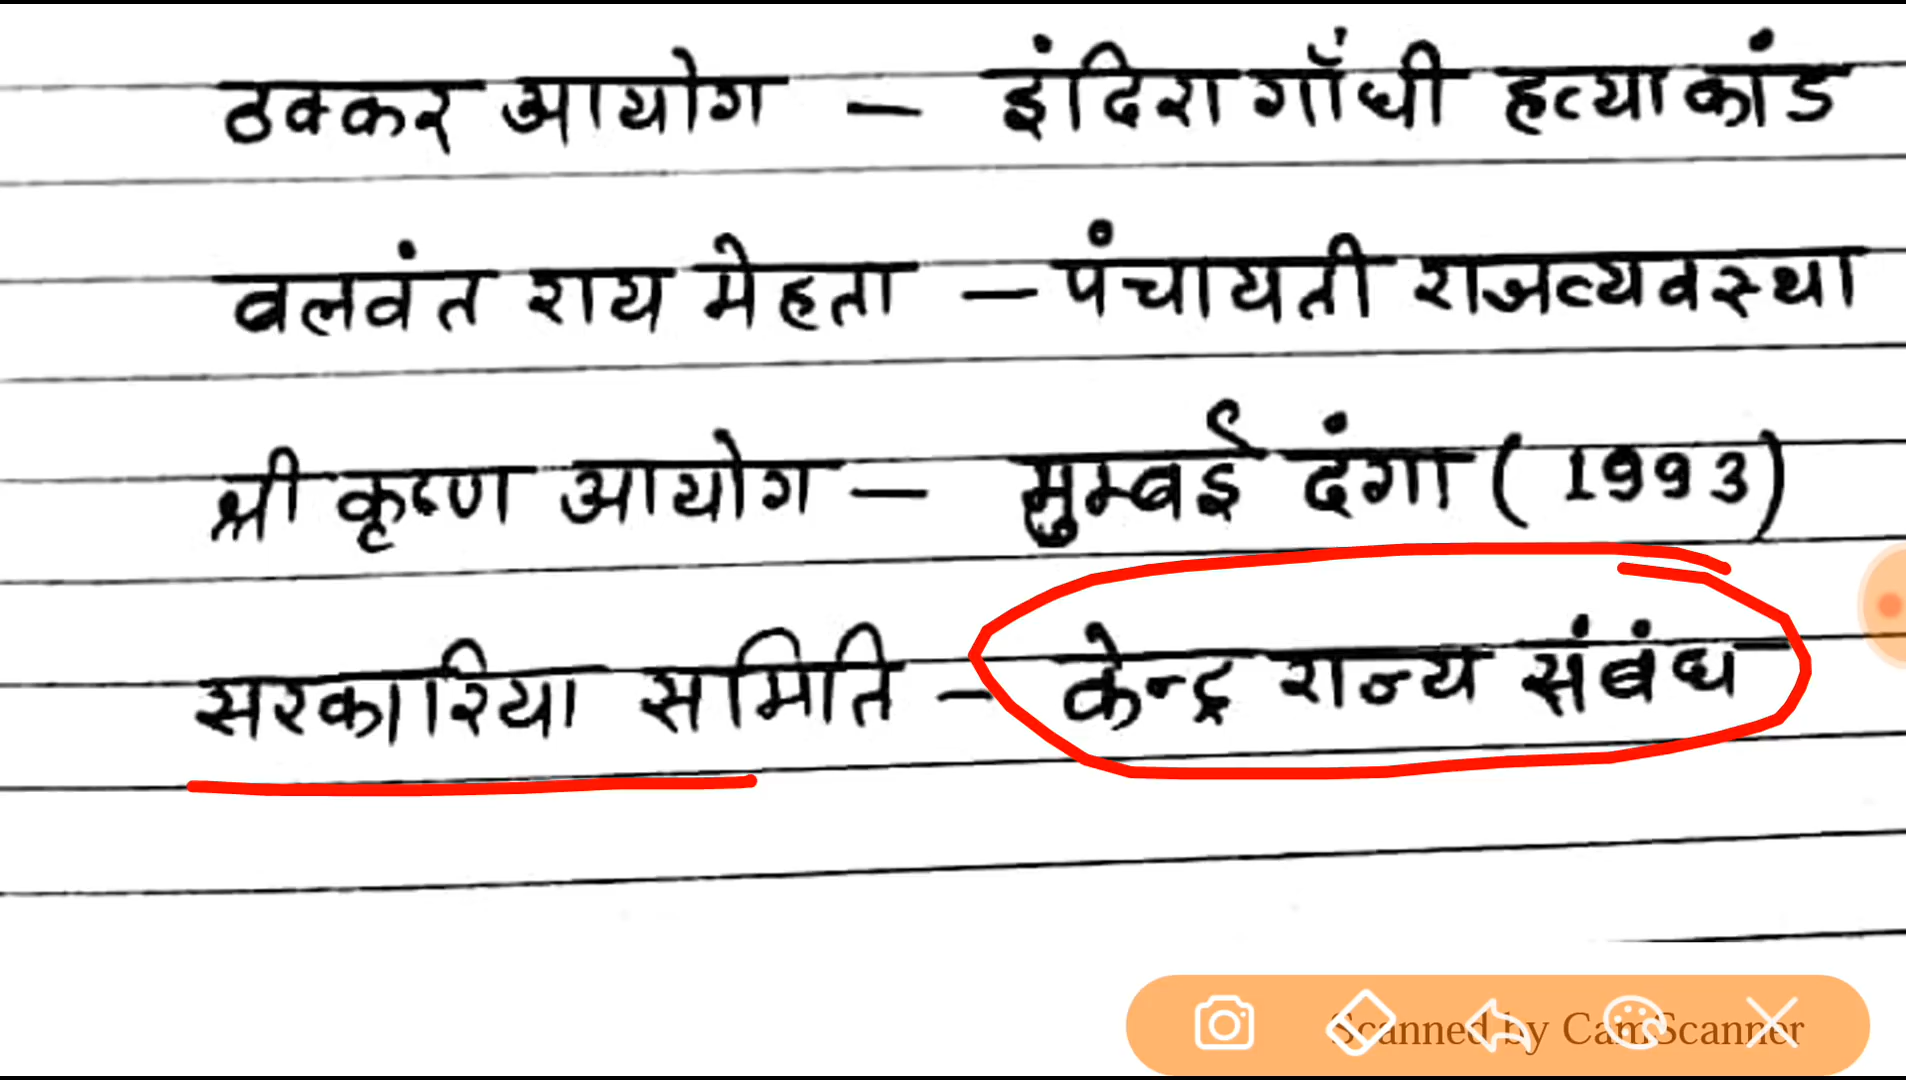 ठक्कर आयोग – इंदिरा गाँधी हत्याकांड
बलवंत राय मेहता – पंचायती राजव्यवस्था
श्री कृष्ण आयोग – मुम्बई दंगा ( 1993)
सरकारिया समिति – केन्द्र राज्य संबंध
Scanned by CamScanner